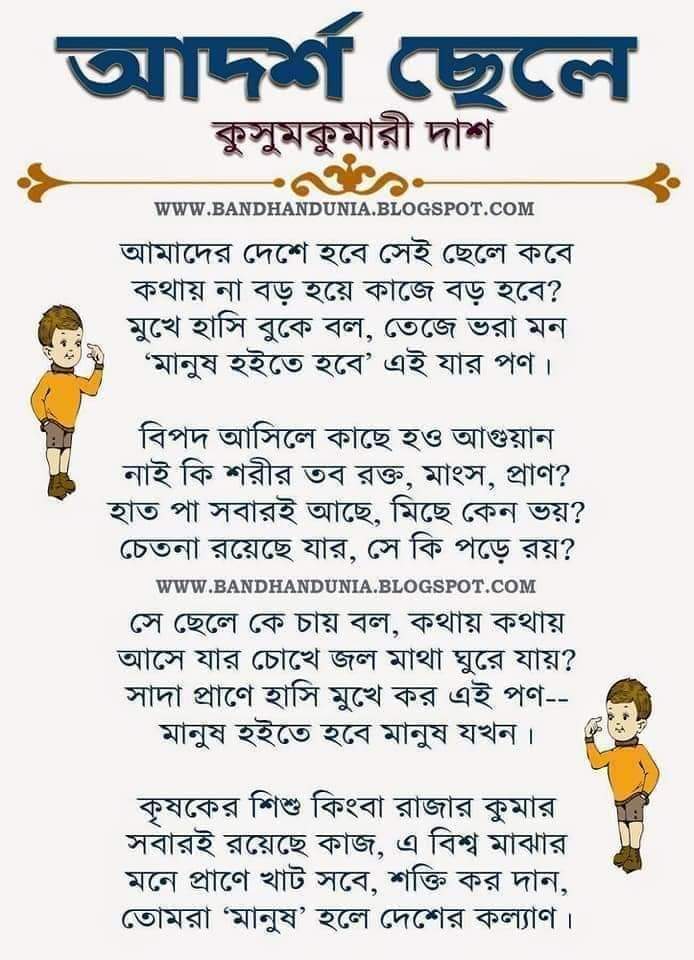 আদর্শ ছেলে
কুসুমকুমারী দাশ
WWW.BANDHANDUNIA.BLOGSPOT.COM
আমাদের দেশে হবে সেই ছেলে কবে
কথায় না বড় হয়ে কাজে বড় হবে?
মুখে হাসি বুকে বল, তেজে ভরা মন
‘মানুষ হইতে হবে’ এই যার পণ।
বিপদ আসিলে কাছে হও আগুয়ান
নাই কি শরীর তব রক্ত, মাংস, প্রাণ?
হাত পা সবারই আছে, মিছে কেন ভয়?
চেতনা রয়েছে যার, সে কি পড়ে রয়?
WWW.BANDHANDUNIA.BLOGSPOT.COM
সে ছেলে কে চায় বল, কথায় কথায়
আসে যার চোখে জল মাথা ঘুরে যায়?
সাদা প্রাণে হাসি মুখে কর এই পণ--
মানুষ হইতে হবে মানুষ যখন।
কৃষকের শিশু কিংবা রাজার কুমার
সবারই রয়েছে কাজ, এ বিশ্ব মাঝার
মনে প্রাণে খাট সবে, শক্তি কর দান,
তোমরা ‘মানুষ’ হলে দেশের কল্যাণ।